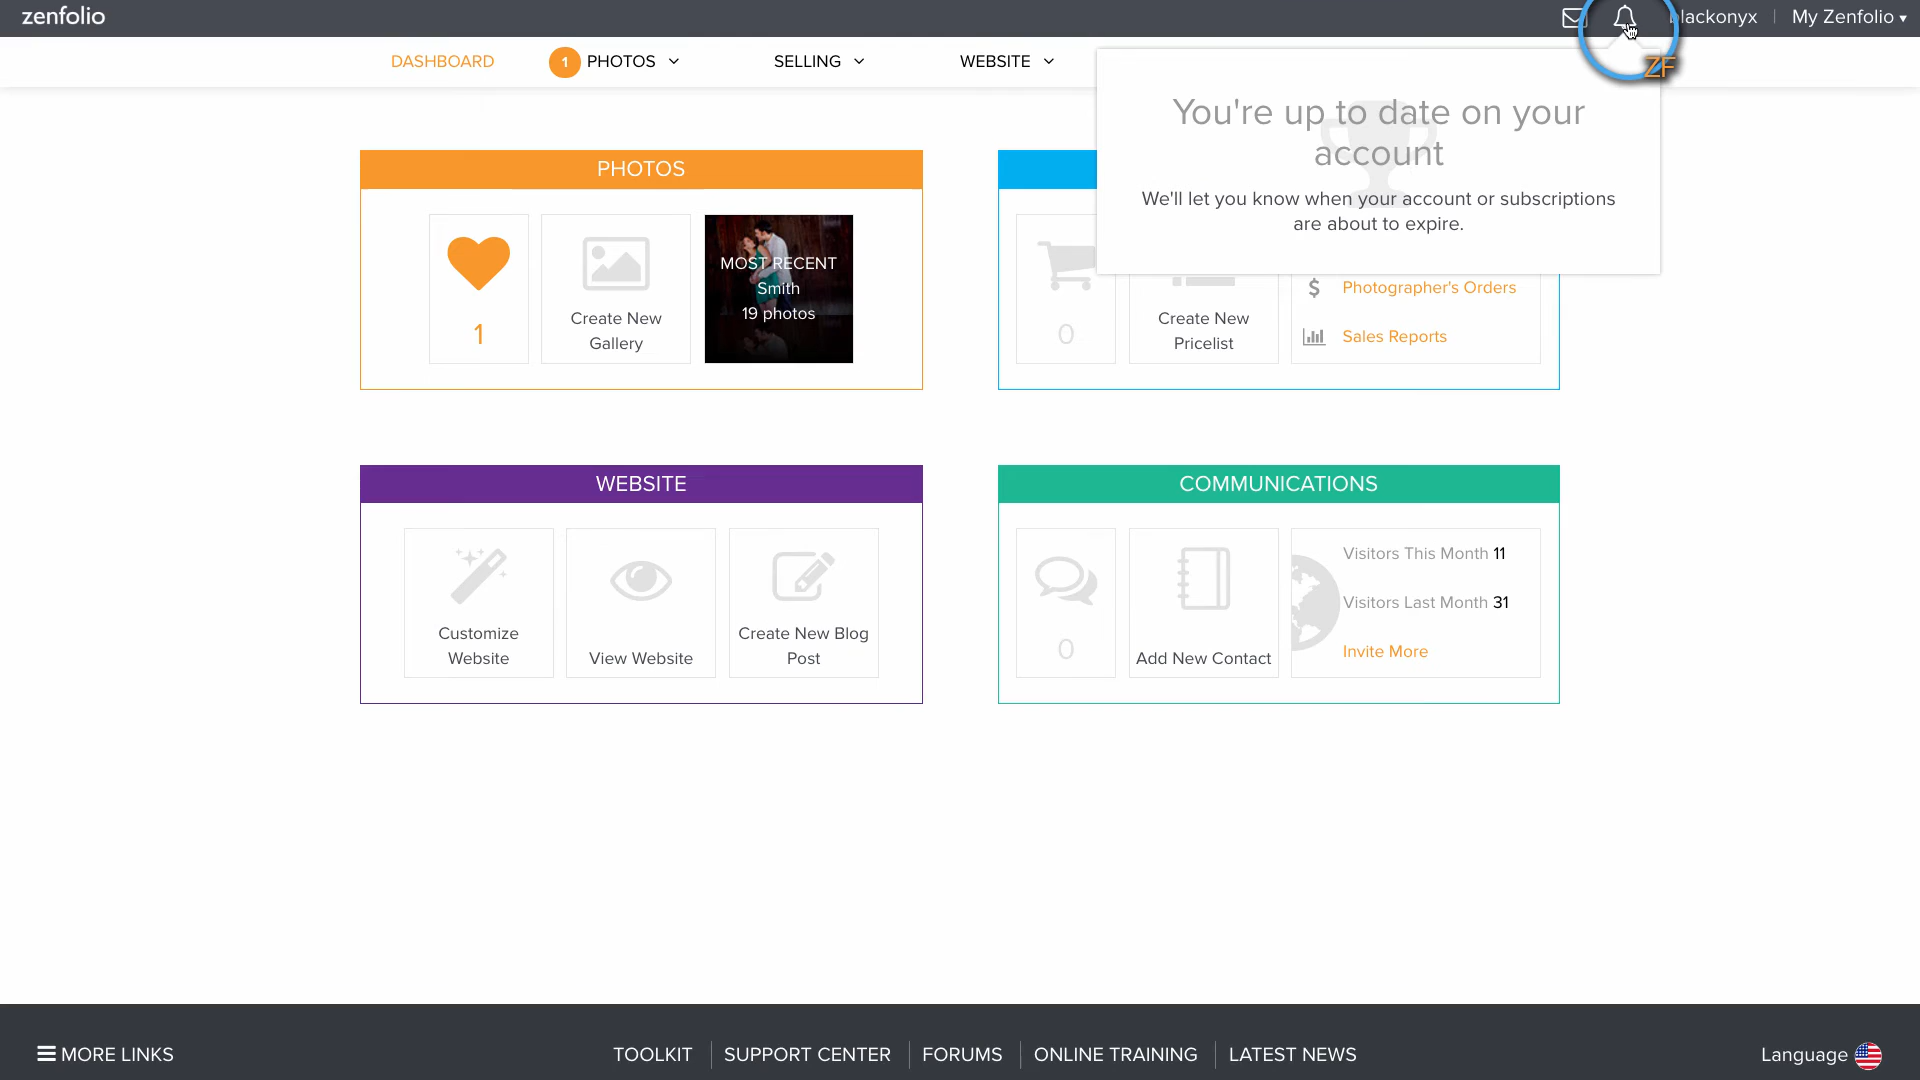 zenfolio
blackonyx
My Zenfolio
DASHBOARD
1
PHOTOS
SELLING
WEBSITE
ZF
You're up to date on your
account
We'll let you know when your account or subscriptions
are about to expire.
PHOTOS
1
Create New
Gallery
MOST RECENT
Smith
19 photos
0
Create New
Pricelist
$
Photographer's Orders
Sales Reports
WEBSITE
Customize
Website
View Website
Create New Blog
Post
COMMUNICATIONS
0
Add New Contact
Visitors This Month 11
Visitors Last Month 31
Invite More
MORE LINKS
TOOLKIT
SUPPORT CENTER
FORUMS
ONLINE TRAINING
LATEST NEWS
Language